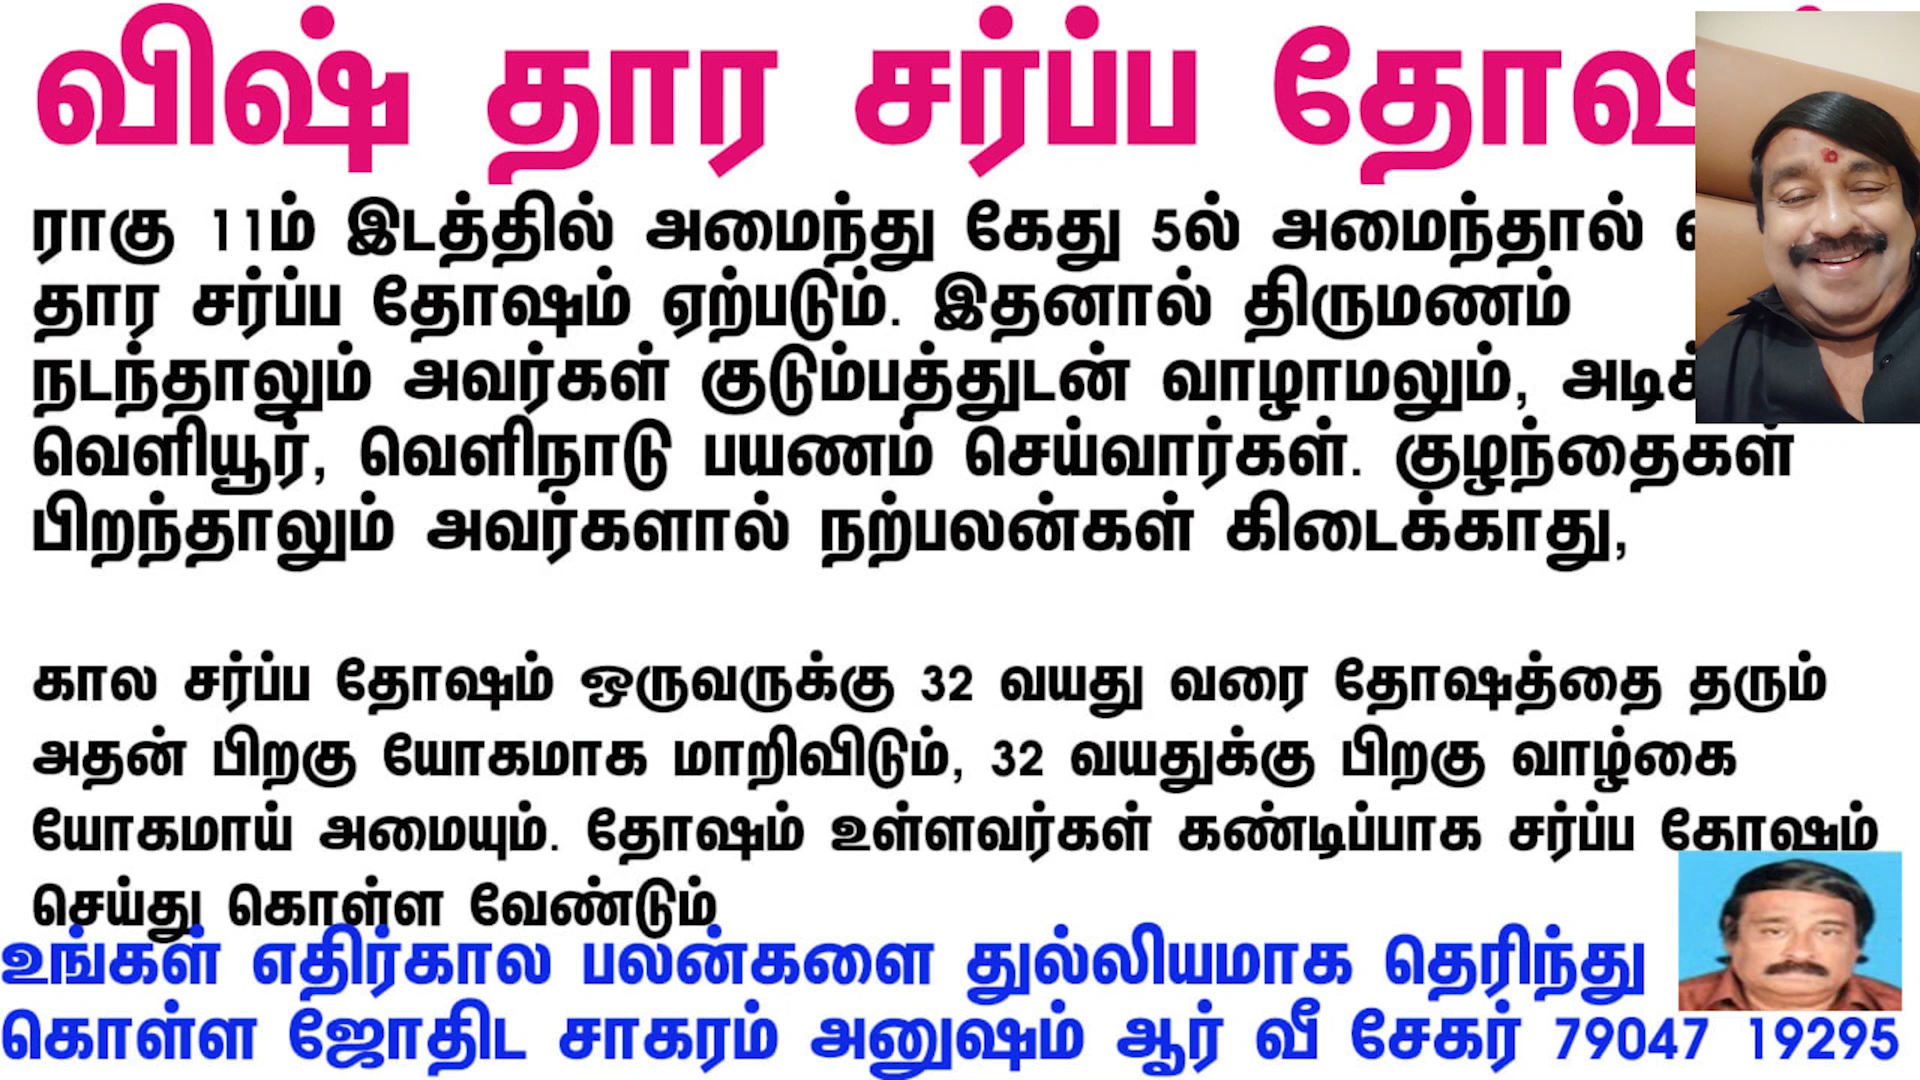 விஷ் தார சர்ப்ப
ராகு 11ம் இடத்தில் அமைந்து கேது 5ல் அமைந்தால்
தார சர்ப்ப தோஷம் ஏற்படும். இதனால் திருமணம்
நடந்தாலும் அவர்கள் குடும்பத்துடன் வாழாமலும்,
வெளியூர், வெளிநாடு பயணம் செய்வார்கள். குழந்தைகள்
பிறந்தாலும் அவர்களால் நற்பலன்கள் கிடைக்காது,
கால சர்ப்ப தோஷம் ஒருவருக்கு 32 வயது வரை தோஷத்தை தரும்
அதன் பிறகு யோகமாக மாறிவிடும், 32 வயதுக்கு பிறகு வாழ்கை
யோகமாய் அமையும். தோஷம் உள்ளவர்கள் கண்டிப்பாக சர்ப்ப தோஷம்
செய்து கொள்ள வேண்டும்
உங்கள் எதிர்கால பலன்களை துல்லியமாக தெரிந்து
கொள்ள ஜோதிட சாகரம் அனுஷம் ஆர் வீ சேகர் 79047 19295